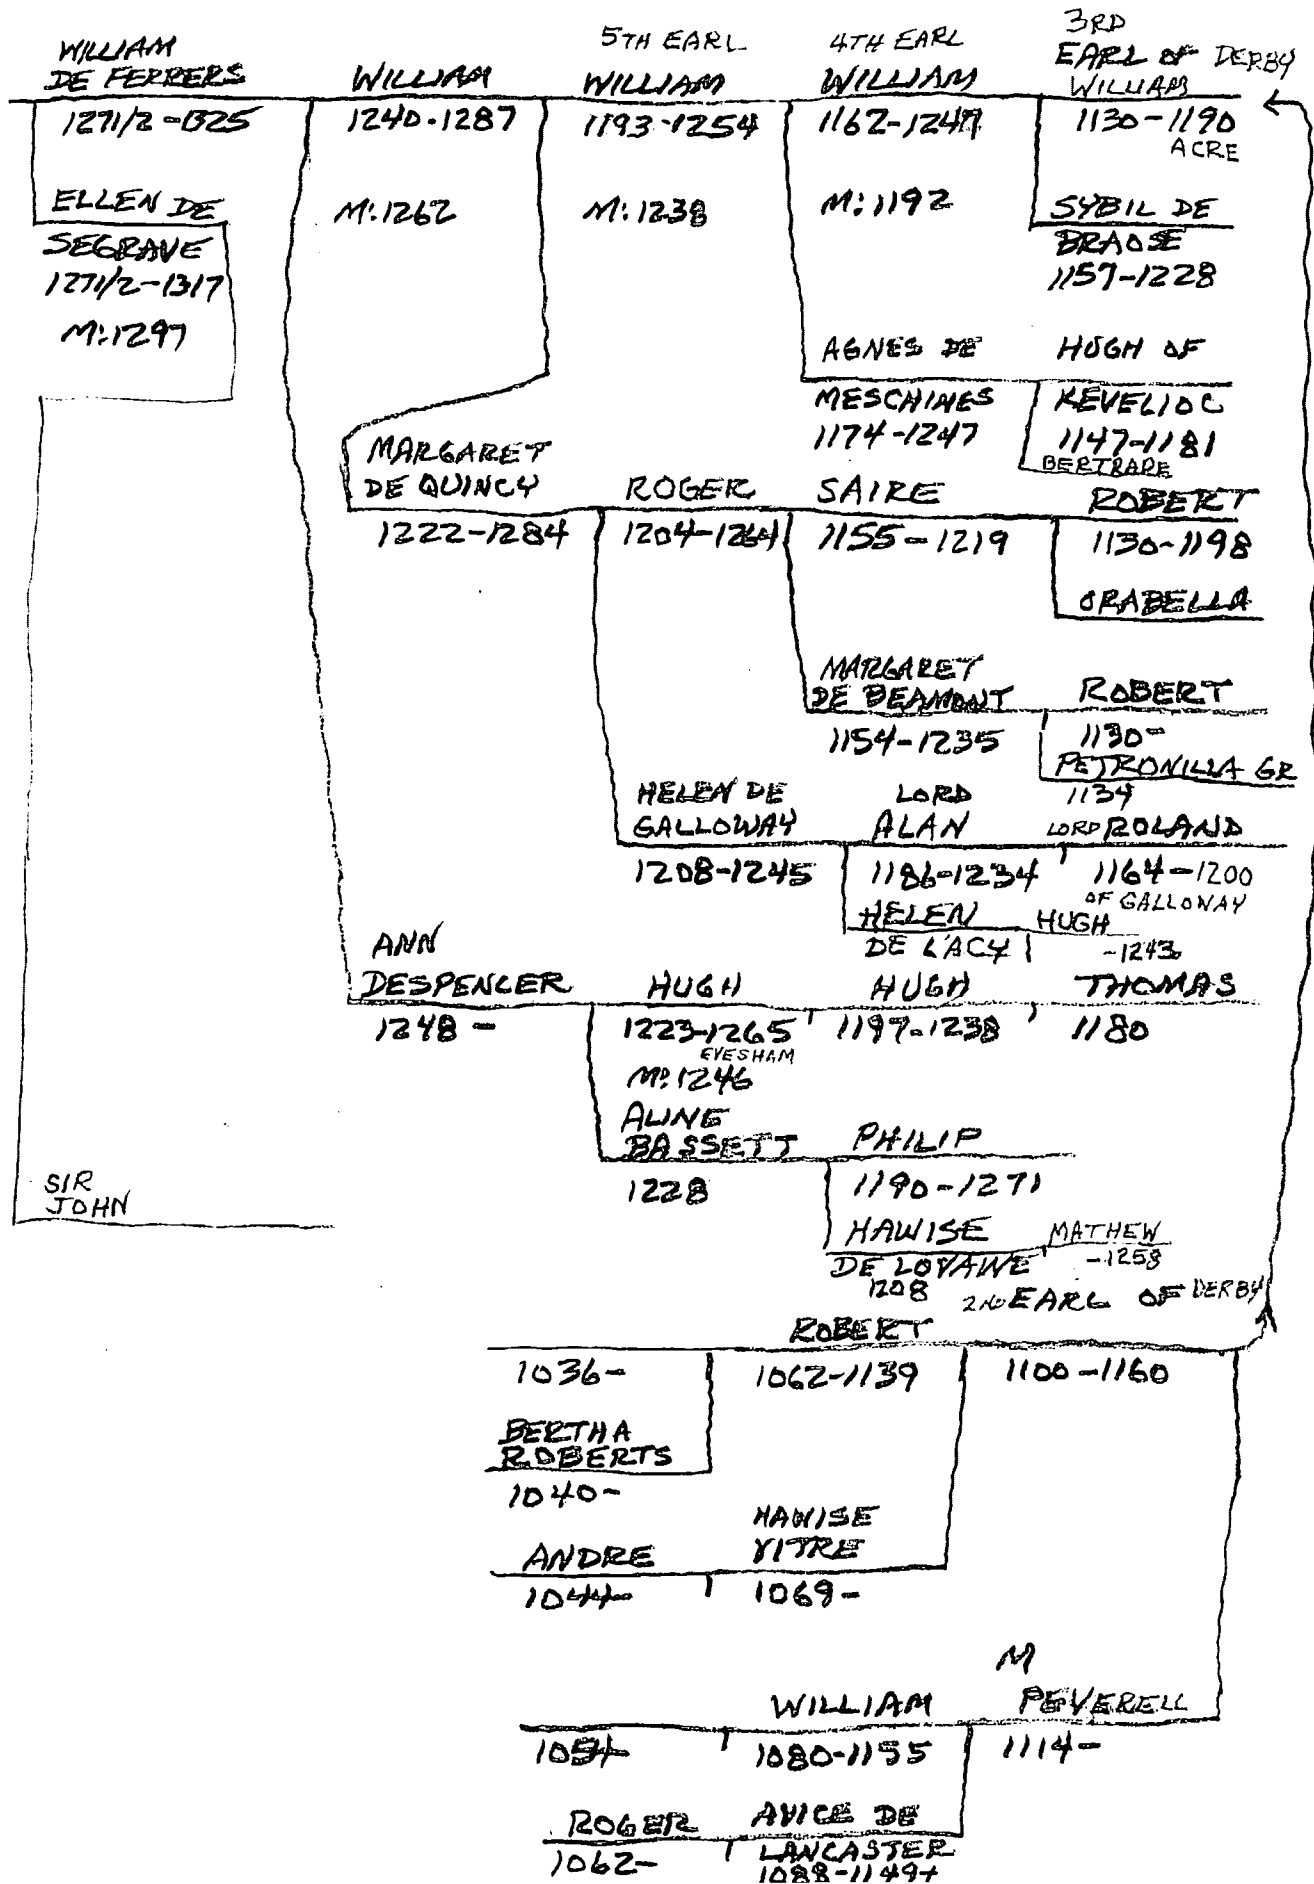 3RD
5TH EARL 4TH EARL EARL OF DERBY
WILLIAM
DE FERRERS WILLIAM WILLIAM WILLIAM WILLIAM
1271/2-1325 1240-1287 1193-1254 1162-1247 1130-1190
ACRE
ELLEN DE M:1262 M:1238 M:1192 SYBIL DE
SEGRAVE BRAOSE
1271/2-1317 1157-1228
M:1297
AGNES DE HUGH OF
MESCHINES KEVELIOC
1174-1247 1147-1181
BERTRARE
MARGARET
DE QUINCY ROGER SAIRE ROBERT
1222-1284 1204-1264 1155-1219 1130-1198
ORABELLA
MARGARET
DE BEAMONT ROBERT
1154-1235 1130-
PETRONILLA GR
1134
HELEN DE LORD
GALLOWAY ALAN LORD ROLAND
1208-1245 1186-1234 1164-1200
OF GALLOWAY
HELEN HUGH
DE LACY -1243
ANN
DESPENCER HUGH HUGH THOMAS
1248- 1223-1265 1197-1238 1180
EVESHAM
M:1246
ALINE
BASSETT PHILIP
1228 1190-1271
SIR
JOHN
HAWISE MATHEW
DE LOVAINE -1258
1208
2ND EARL OF DERBY
ROBERT
1036- 1062-1139 1100-1160
BERTHA
ROBERTS
1040-
HAWISE
ANDRE VITRE
1044- 1069-
M
WILLIAM PEVERELL
1080-1155 1114-
ROGER AVICE DE
1062- LANCASTER
1088-1149+